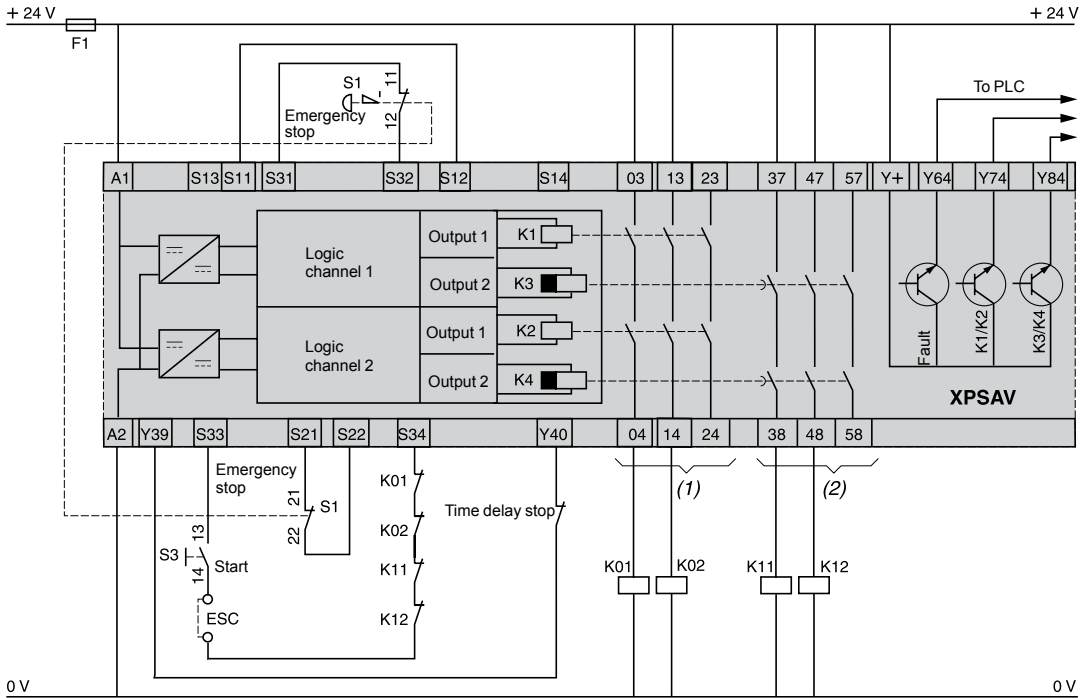 + 24 V
+ 24 V
F1
To PLC
S1
11
12
Emergency
stop
A1
S13
S11
S31
S32
S12
S14
03
13
23
37
47
57
Y+
Y64
Y74
Y84
Logic
channel 1
Output 1
K1
Output 2
K3
Logic
channel 2
Output 1
K2
Output 2
K4
Fault
K1/K2
K3/K4
XPSAV
A2
Y39
S33
S21
S22
S34
Y40
04
14
24
38
48
58
(1)
(2)
Emergency
stop
21
22
S1
K01
K02
K11
K12
Time delay stop
S3
13
14
Start
ESC
K01
K02
K11
K12
0 V
0 V